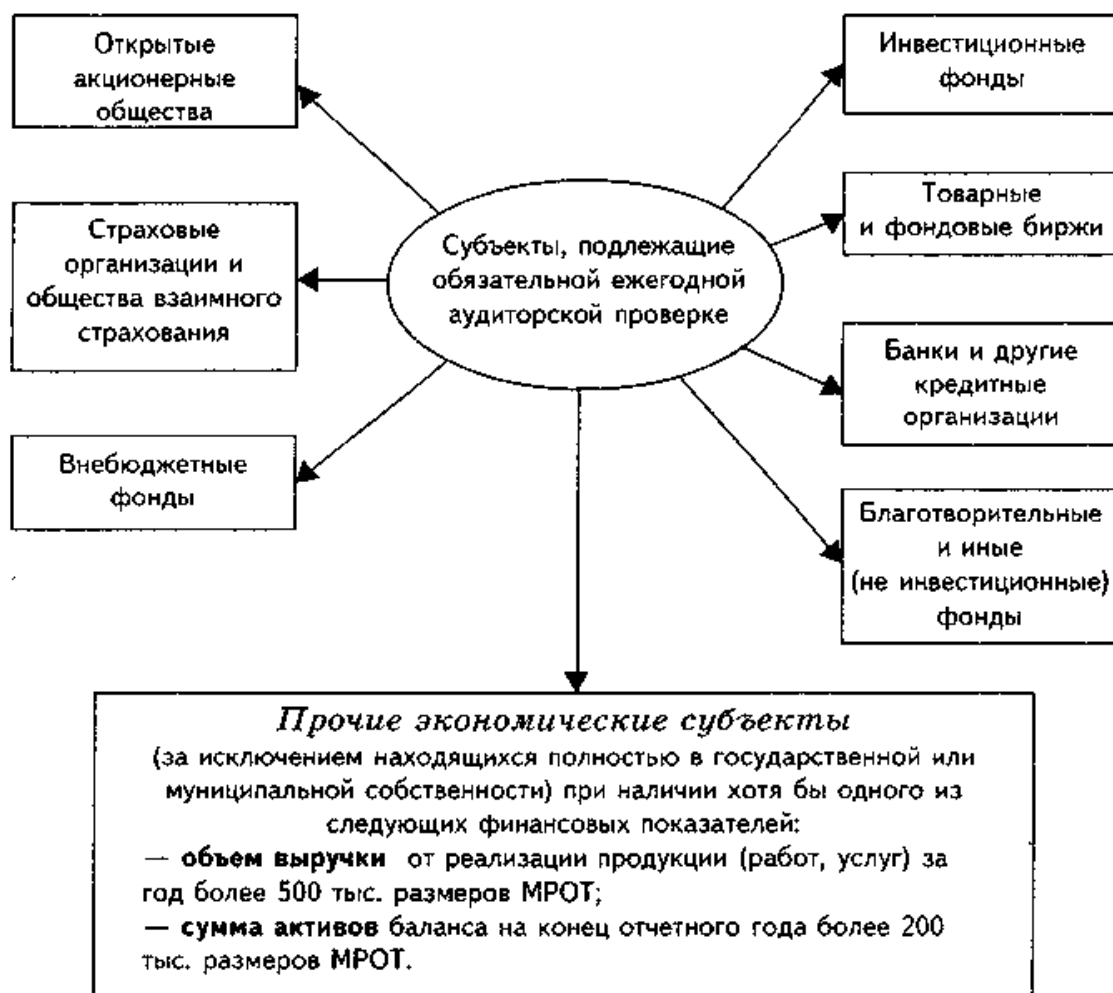 Открытые
акционерные
общества
Страховые
организации и
общества взаимного
страхования
Внебюджетные
фонды
Субъекты, подлежащие
обязательной ежегодной
аудиторской проверке
Инвестиционные
фонды
Товарные
и фондовые биржи
Банки и другие
кредитные
организации
Благотворительные
и иные
(не инвестиционные)
фонды
Прочие экономические субъекты
(за исключением находящихся полностью в государственной или
муниципальной собственности) при наличии хотя бы одного из
следующих финансовых показателей:
— объем выручки от реализации продукции (работ, услуг) за
год более 500 тыс. размеров МРОТ;
— сумма активов баланса на конец отчетного года более 200
тыс. размеров МРОТ.